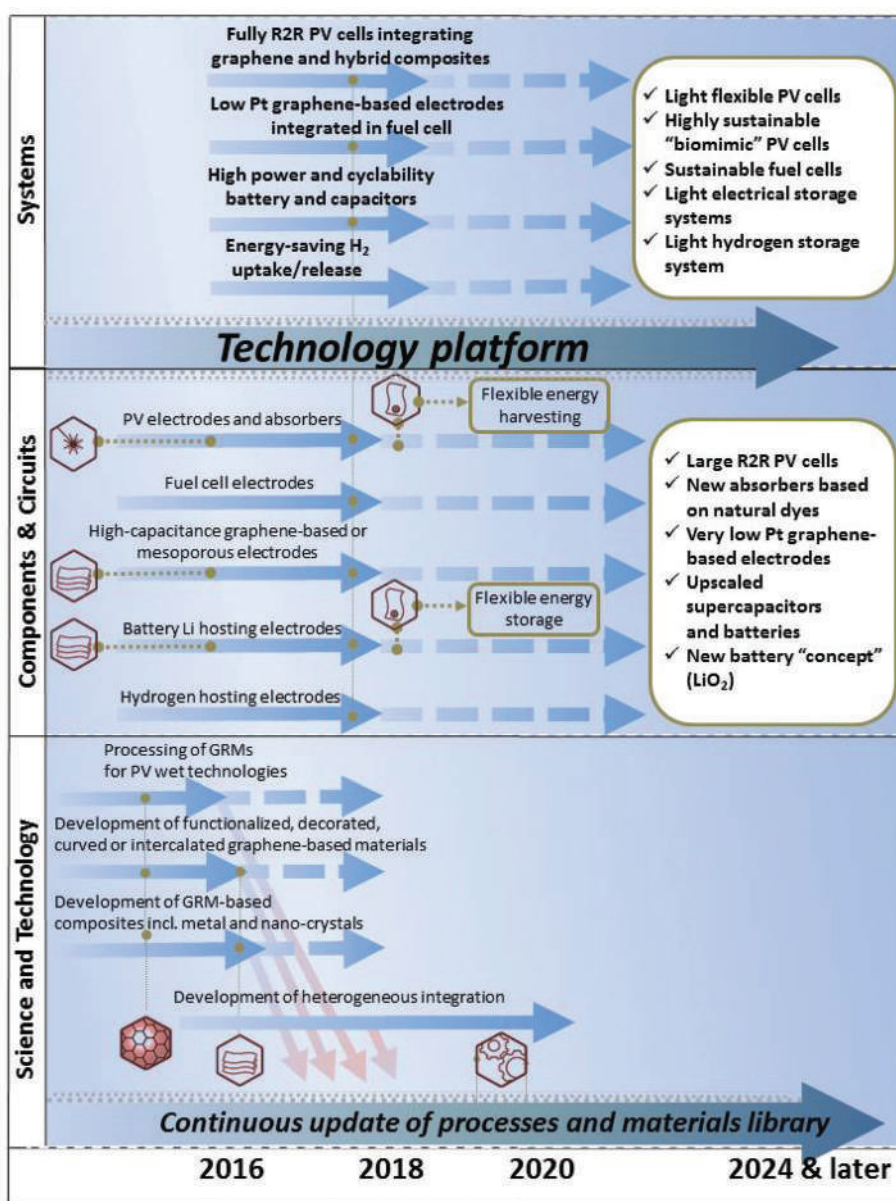 Systems
Fully R2R PV cells integrating
graphene and hybrid composites
Low Pt graphene-based electrodes
integrated in fuel cell
High power and cyclability
battery and capacitors
Energy-saving H₂
uptake/release
✓ Light flexible PV cells
✓ Highly sustainable
“biomimic” PV cells
✓ Sustainable fuel cells
✓ Light electrical storage
systems
✓ Light hydrogen storage
system
Technology platform
Components & Circuits
PV electrodes and absorbers
Flexible energy
harvesting
Fuel cell electrodes
High-capacitance graphene-based or
mesoporous electrodes
Flexible energy
storage
Battery Li hosting electrodes
Hydrogen hosting electrodes
✓ Large R2R PV cells
✓ New absorbers based
on natural dyes
✓ Very low Pt graphene-
based electrodes
✓ Upscaled
supercapacitors
and batteries
✓ New battery “concept”
(LiO₂)
Science and Technology
Processing of GRMs
for PV wet technologies
Development of functionalized, decorated,
curved or intercalated graphene-based materials
Development of GRM-based
composites incl. metal and nano-crystals
Development of heterogeneous integration
Continuous update of processes and materials library
2016 2018 2020 2024 & later